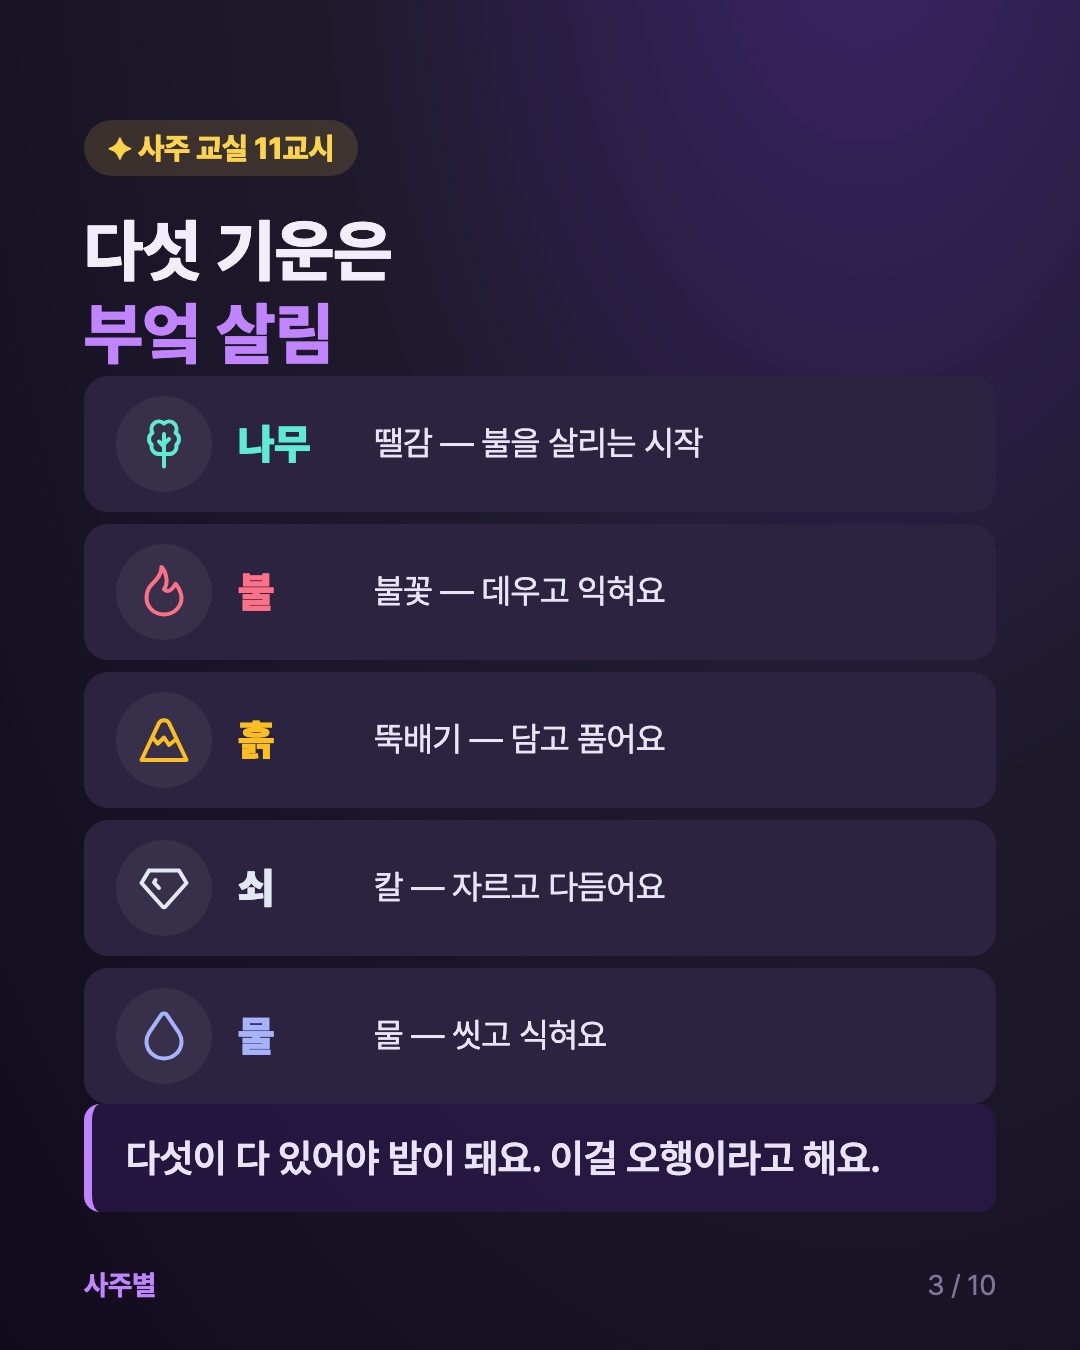 ✦ 사주 교실 11교시
다섯 기운은
부엌 살림
나무 땔감 — 불을 살리는 시작
불 불꽃 — 데우고 익혀요
흙 뚝배기 — 담고 품어요
쇠 칼 — 자르고 다듬어요
물 물 — 씻고 식혀요
다섯이 다 있어야 밥이 돼요. 이걸 오행이라고 해요.
사주별 3 / 10